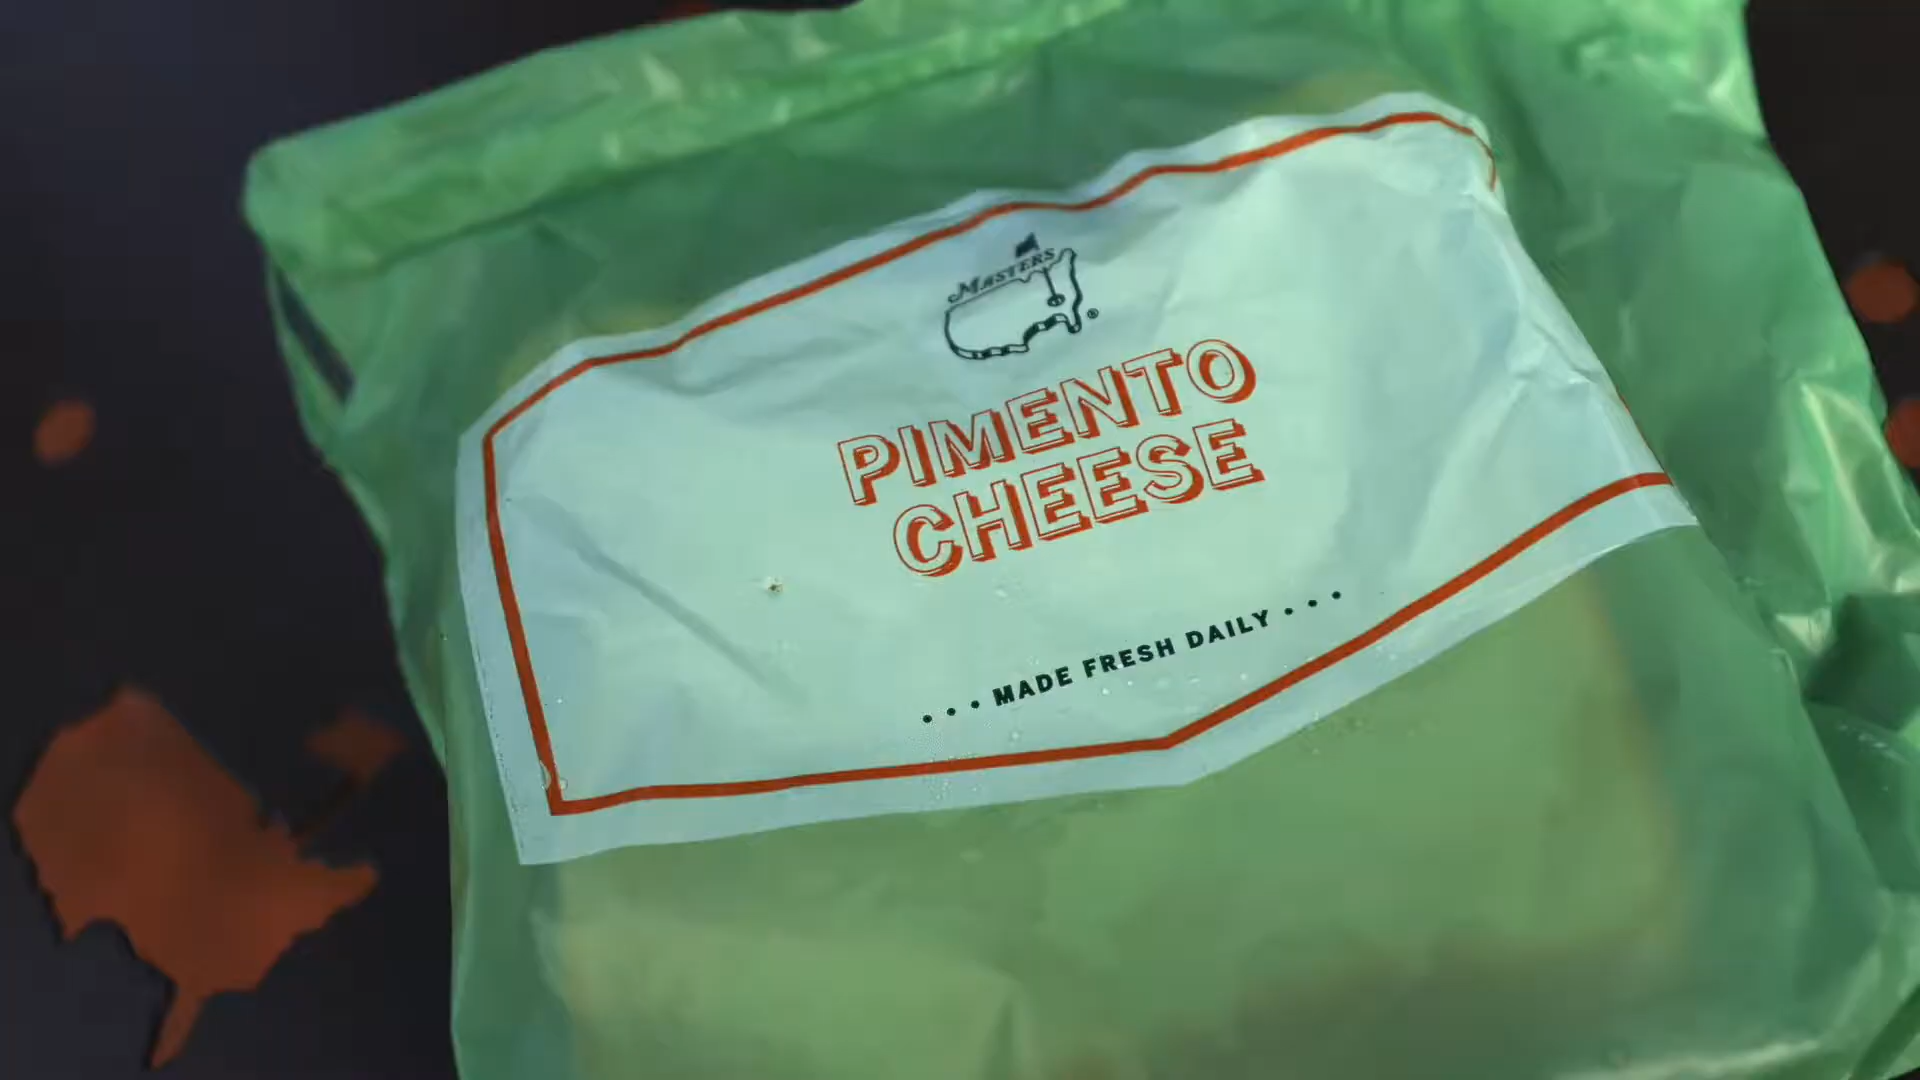 MASTERS
®
PIMENTO
CHEESE
... MADE FRESH DAILY ...